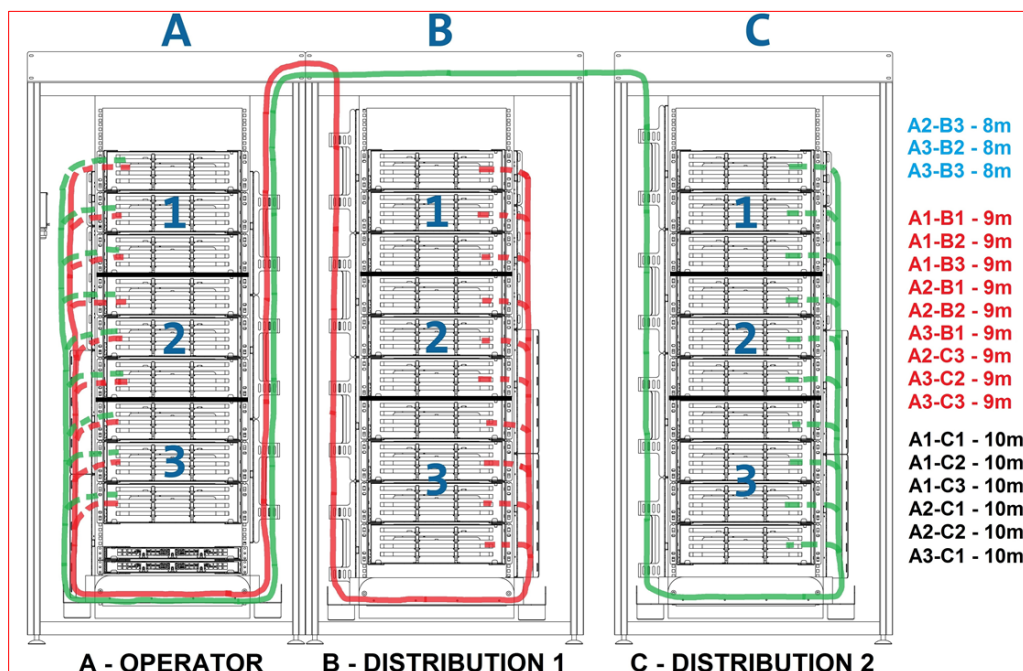 A B C
1 1 1
2 2 2
3 3 3
A2-B3 - 8m
A3-B2 - 8m
A3-B3 - 8m
A1-B1 - 9m
A1-B2 - 9m
A1-B3 - 9m
A2-B1 - 9m
A2-B2 - 9m
A3-B1 - 9m
A2-C3 - 9m
A3-C2 - 9m
A3-C3 - 9m
A1-C1 - 10m
A1-C2 - 10m
A1-C3 - 10m
A2-C1 - 10m
A2-C2 - 10m
A3-C1 - 10m
A - OPERATOR B - DISTRIBUTION 1 C - DISTRIBUTION 2